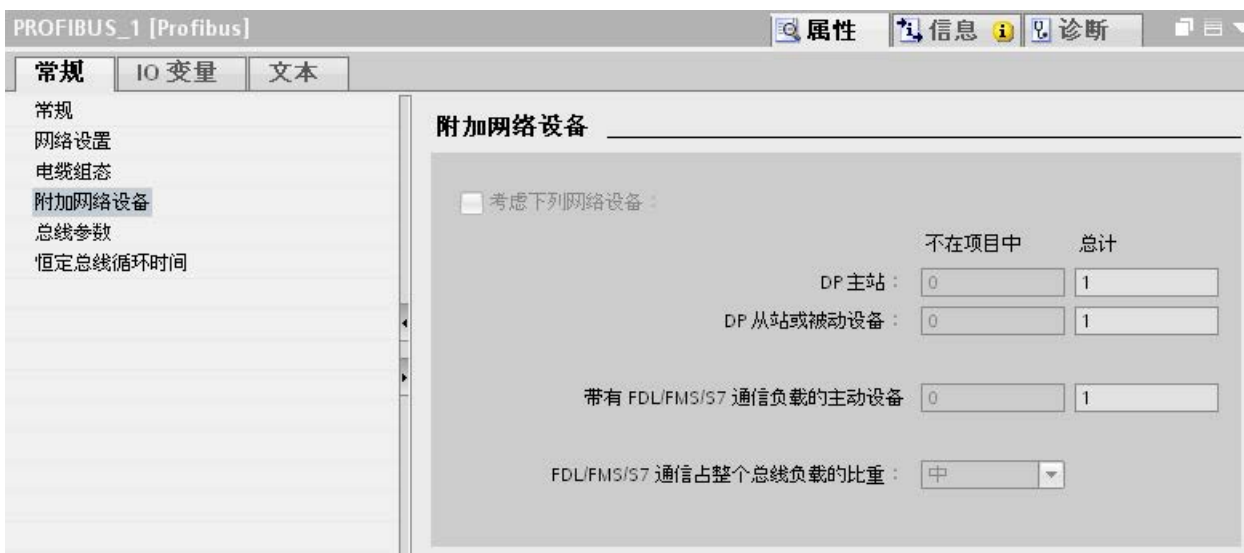 PROFIBUS_1 [Profibus]
属性
信息
诊断
常规
IO 变量
文本
常规
网络设置
电缆组态
附加网络设备
总线参数
恒定总线循环时间
附加网络设备
考虑下列网络设备：
不在项目中 总计
DP 主站： 0 1
DP 从站或被动设备： 0 1
带有 FDL/FMS/S7 通信负载的主动设备 0 1
FDL/FMS/S7 通信占整个总线负载的比重： 中